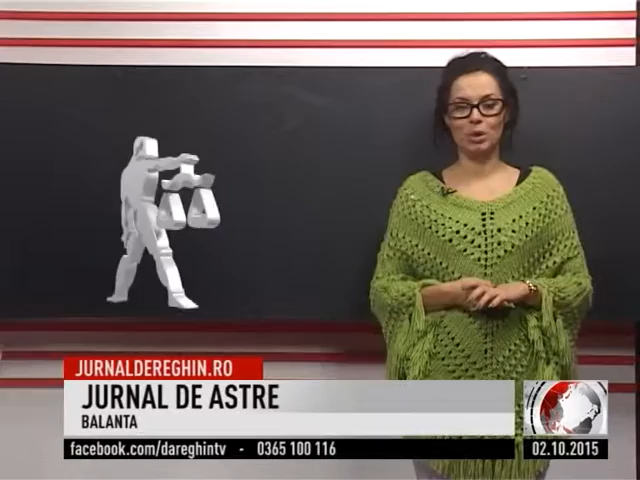 JURNALDEREGHIN.RO
JURNAL DE ASTRE
BALANTA
facebook.com/dareghintv - 0365 100 116
02.10.2015